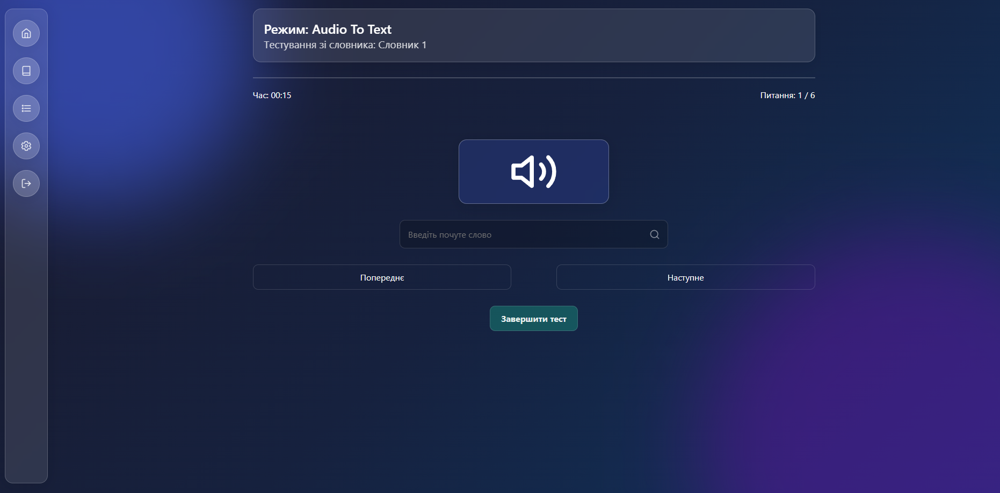 Режим: Audio To Text
Тестування зі словника: Словник 1
Час: 00:15
Питання: 1 / 6
Введіть почуте слово
Попереднє
Наступне
Завершити тест